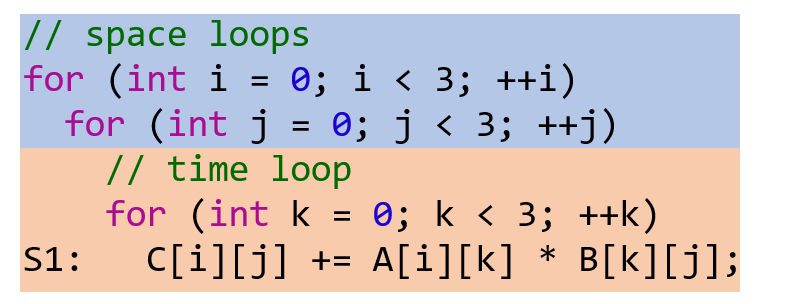 // space loops
for (int i = 0; i < 3; ++i)
  for (int j = 0; j < 3; ++j)
    // time loop
    for (int k = 0; k < 3; ++k)
S1:   C[i][j] += A[i][k] * B[k][j];